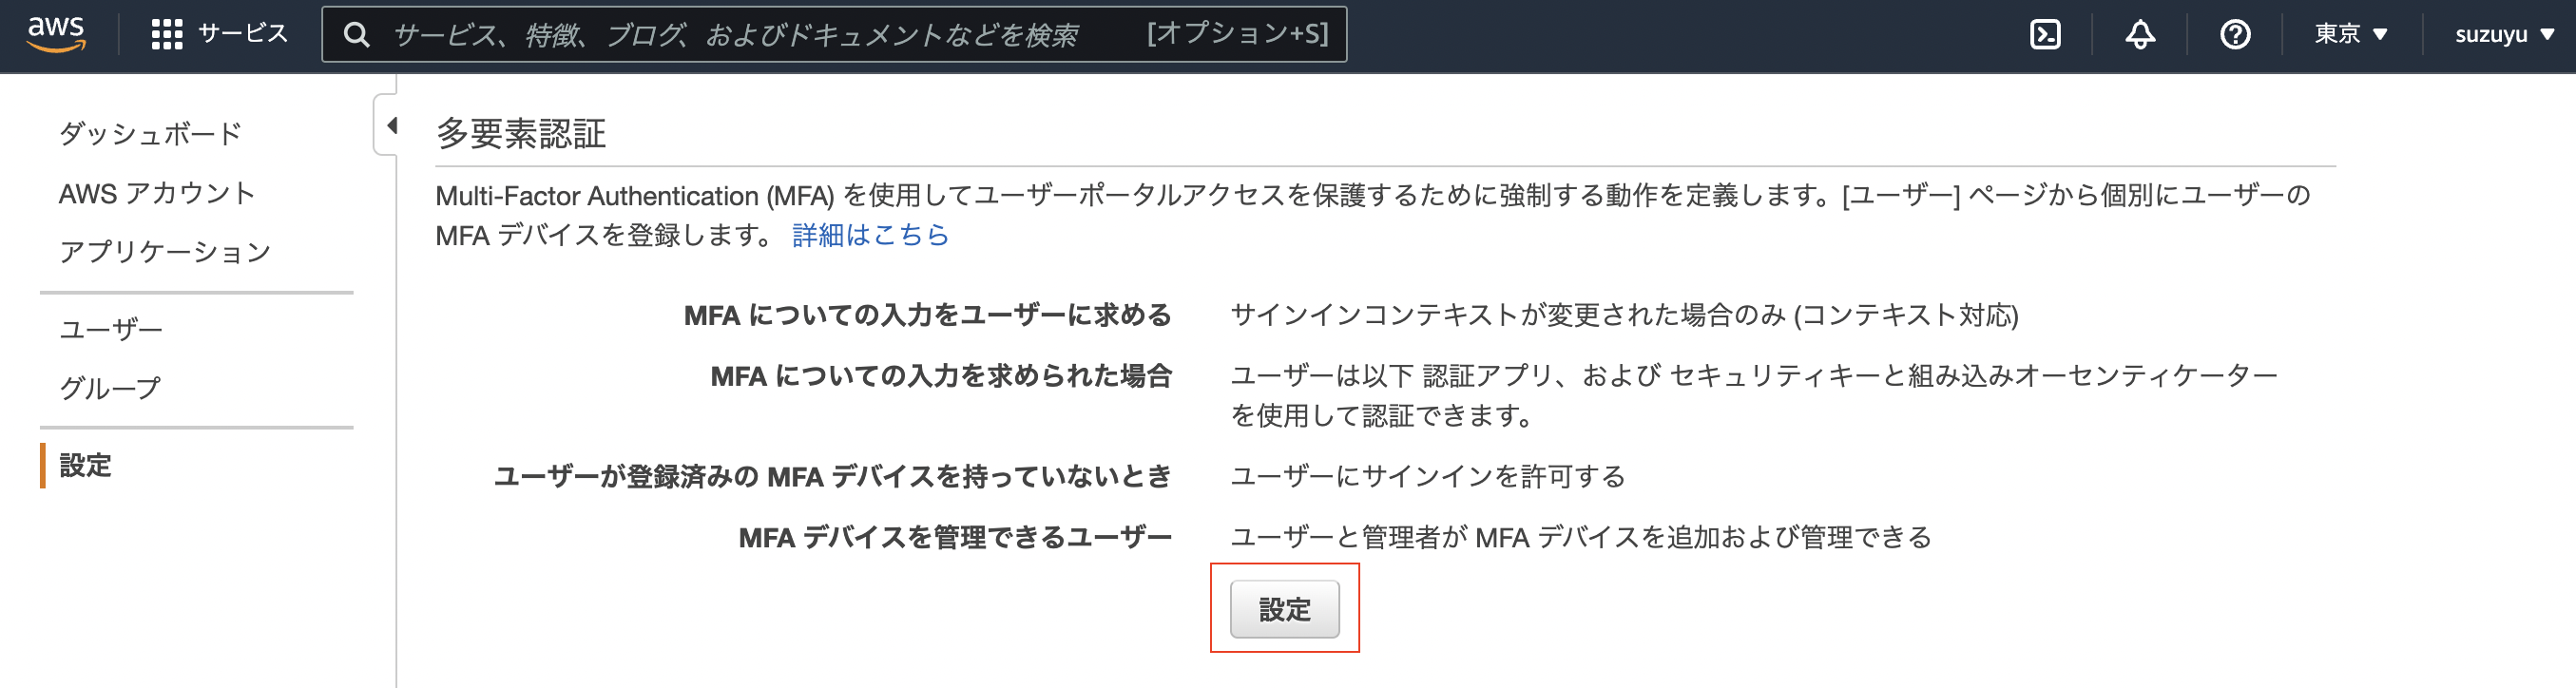 aws
サービス
サービス、特徴、ブログ、およびドキュメントなどを検索
[オプション+S]
東京 ▼
suzuyu ▼
ダッシュボード
AWS アカウント
アプリケーション
ユーザー
グループ
設定
多要素認証
Multi-Factor Authentication (MFA) を使用してユーザーポータルアクセスを保護するために強制する動作を定義します。[ユーザー] ページから個別にユーザーの
MFA デバイスを登録します。 詳細はこちら
MFA についての入力をユーザーに求める サインインコンテキストが変更された場合のみ (コンテキスト対応)
MFA についての入力を求められた場合 ユーザーは以下 認証アプリ、および セキュリティキーと組み込みオーセンティケーター
を使用して認証できます。
ユーザーが登録済みの MFA デバイスを持っていないとき ユーザーにサインインを許可する
MFA デバイスを管理できるユーザー ユーザーと管理者が MFA デバイスを追加および管理できる
設定